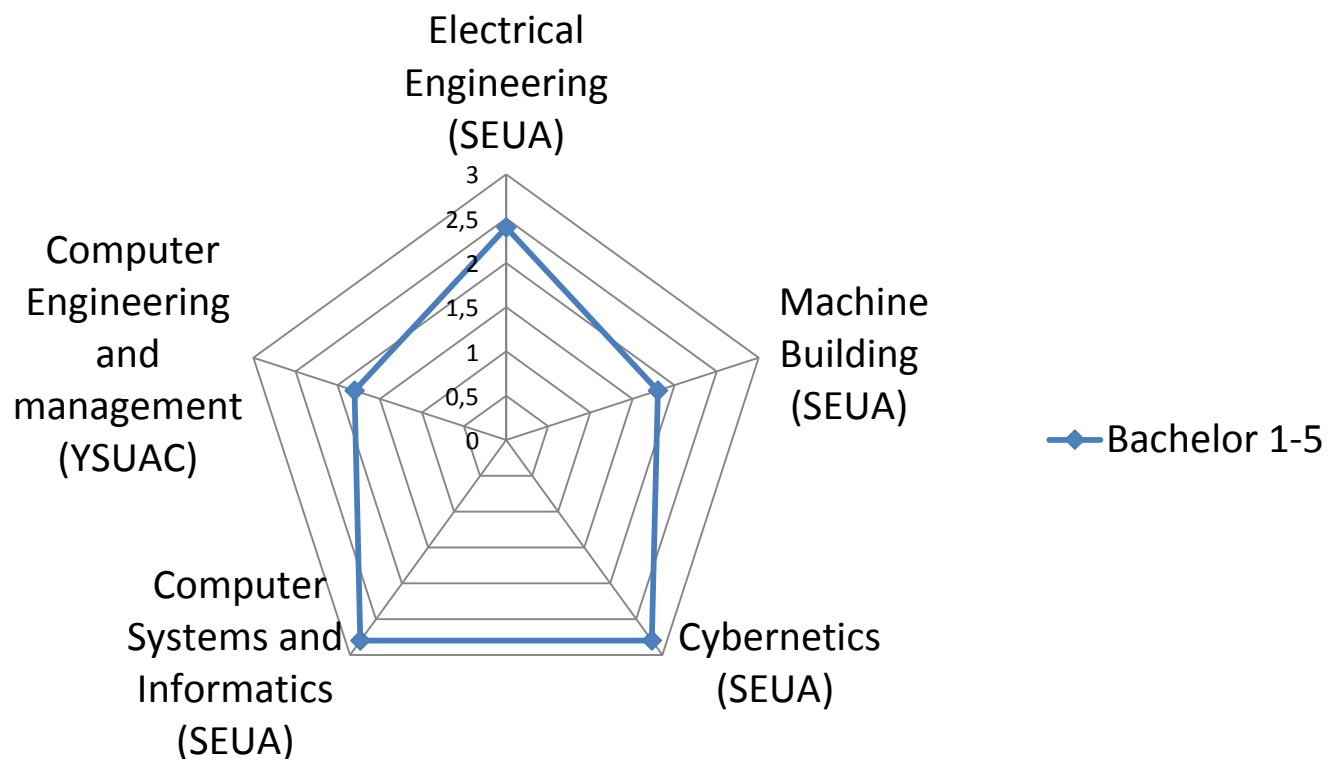 Electrical
Engineering
(SEUA)
3
2,5
2
1,5
1
0,5
0
Machine
Building
(SEUA)
Cybernetics
(SEUA)
Computer
Systems and
Informatics
(SEUA)
Computer
Engineering
and
management
(YSUAC)
Bachelor 1-5